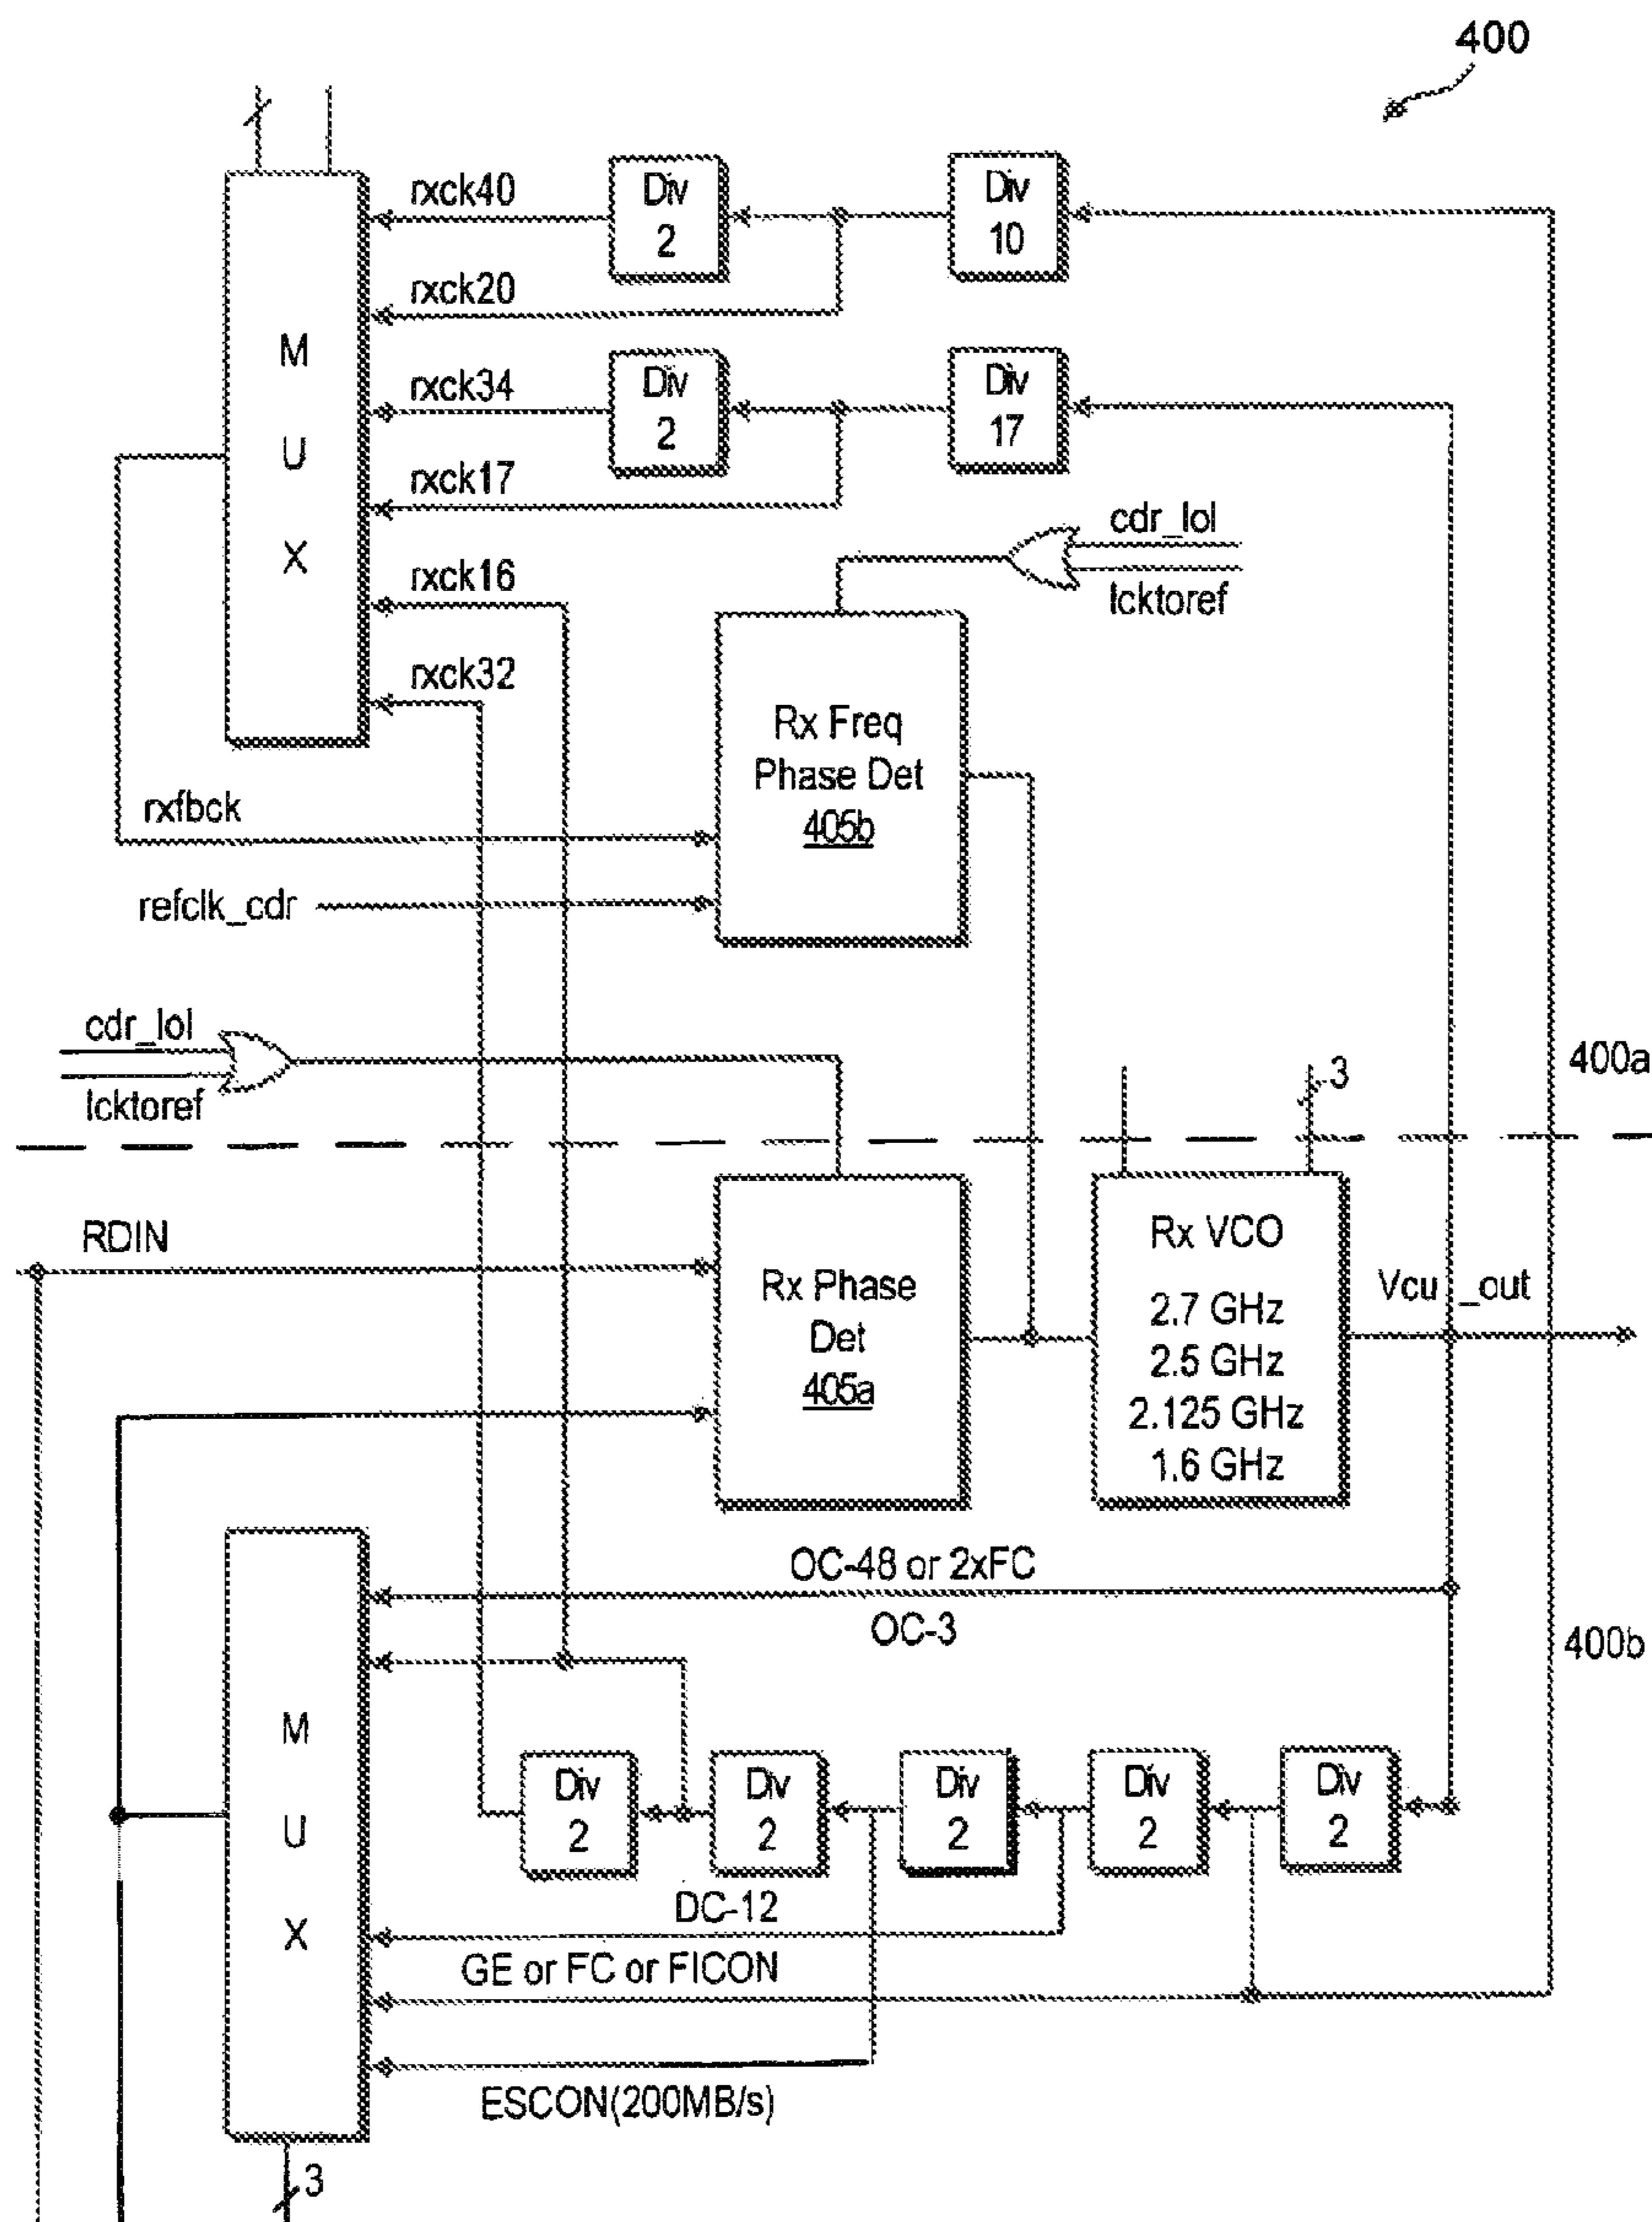 400
rxck40
Div
2
Div
10
rxck20
M
U
X
rxck34
Div
2
Div
17
rxck17
cdr_lol
lcktoref
rxck16
rxck32
Rx Freq
Phase Det
405b
rxfbck
refclk_cdr
cdr_lol
lcktoref
400a
3
RDIN
Rx Phase
Det
405a
Rx VCO
2.7 GHz
2.5 GHz
2.125 GHz
1.6 GHz
Vcu _out
OC-48 or 2xFC
OC-3
400b
M
U
X
Div
2
Div
2
Div
2
Div
2
Div
2
DC-12
GE or FC or FICON
ESCON(200MB/s)
3